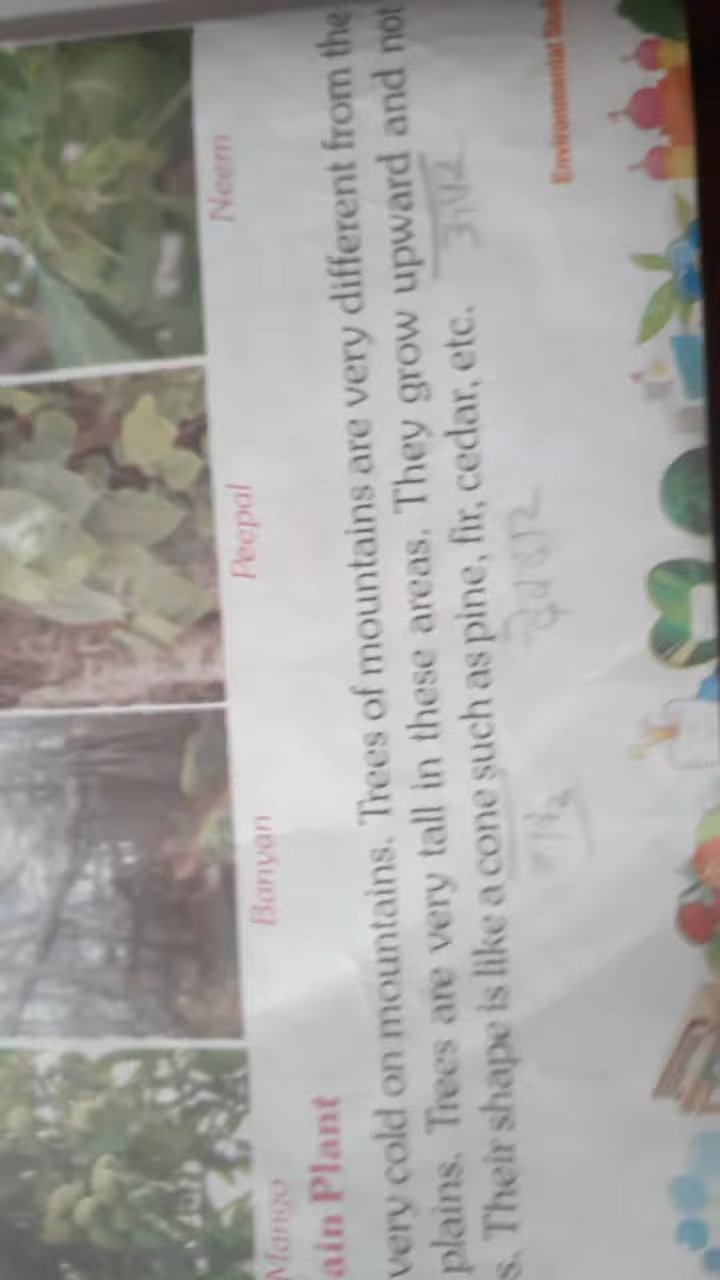 Mango Banyan Peepal Neem
ain Plant
very cold on mountains. Trees of mountains are very different from the
plains. Trees are very tall in these areas. They grow upward and not
s. Their shape is like a cone such as pine, fir, cedar, etc.
Environmental